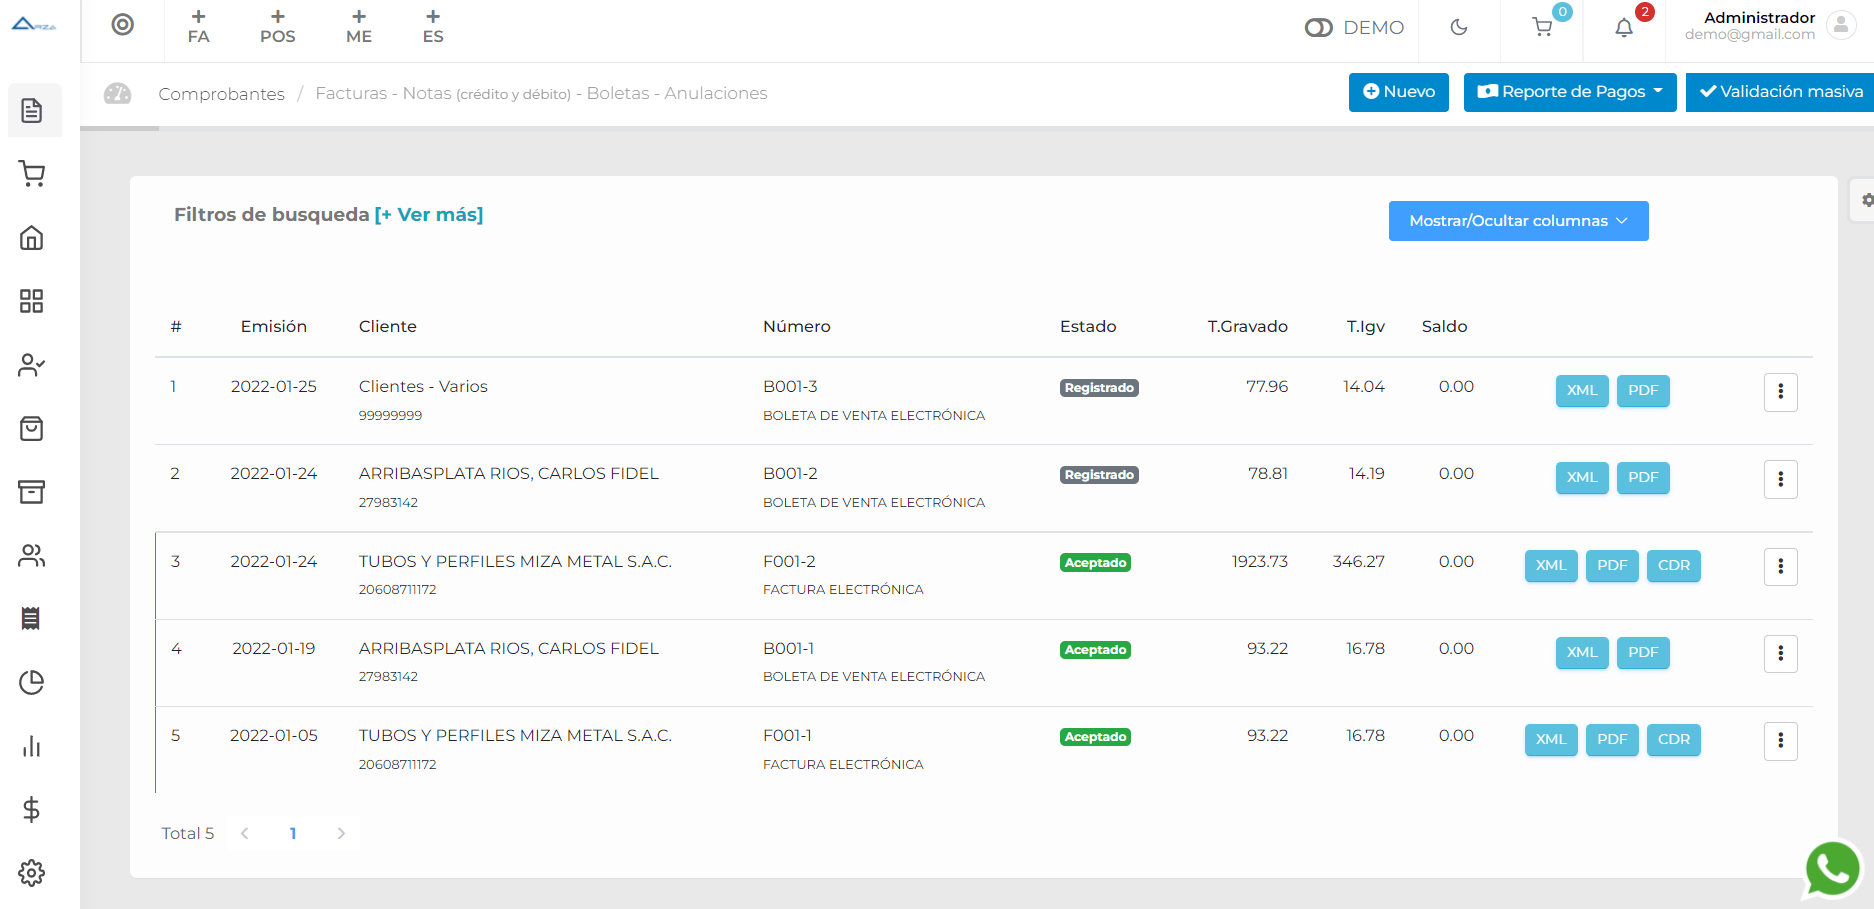 ARZA
FA
POS
ME
ES
DEMO
0
2
Administrador
demo@gmail.com
Comprobantes / Facturas - Notas (crédito y débito) - Boletas - Anulaciones
Nuevo
Reporte de Pagos
Validación masiva
Filtros de busqueda [+ Ver más]
Mostrar/Ocultar columnas
# Emisión Cliente Número Estado T.Gravado T.Igv Saldo
1 2022-01-25 Clientes - Varios B001-3 Registrado 77.96 14.04 0.00 XML PDF
99999999 BOLETA DE VENTA ELECTRÓNICA
2 2022-01-24 ARRIBASPLATA RIOS, CARLOS FIDEL B001-2 Registrado 78.81 14.19 0.00 XML PDF
27983142 BOLETA DE VENTA ELECTRÓNICA
3 2022-01-24 TUBOS Y PERFILES MIZA METAL S.A.C. F001-2 Aceptado 1923.73 346.27 0.00 XML PDF CDR
20608711172 FACTURA ELECTRÓNICA
4 2022-01-19 ARRIBASPLATA RIOS, CARLOS FIDEL B001-1 Aceptado 93.22 16.78 0.00 XML PDF
27983142 BOLETA DE VENTA ELECTRÓNICA
5 2022-01-05 TUBOS Y PERFILES MIZA METAL S.A.C. F001-1 Aceptado 93.22 16.78 0.00 XML PDF CDR
20608711172 FACTURA ELECTRÓNICA
Total 5 < 1 >